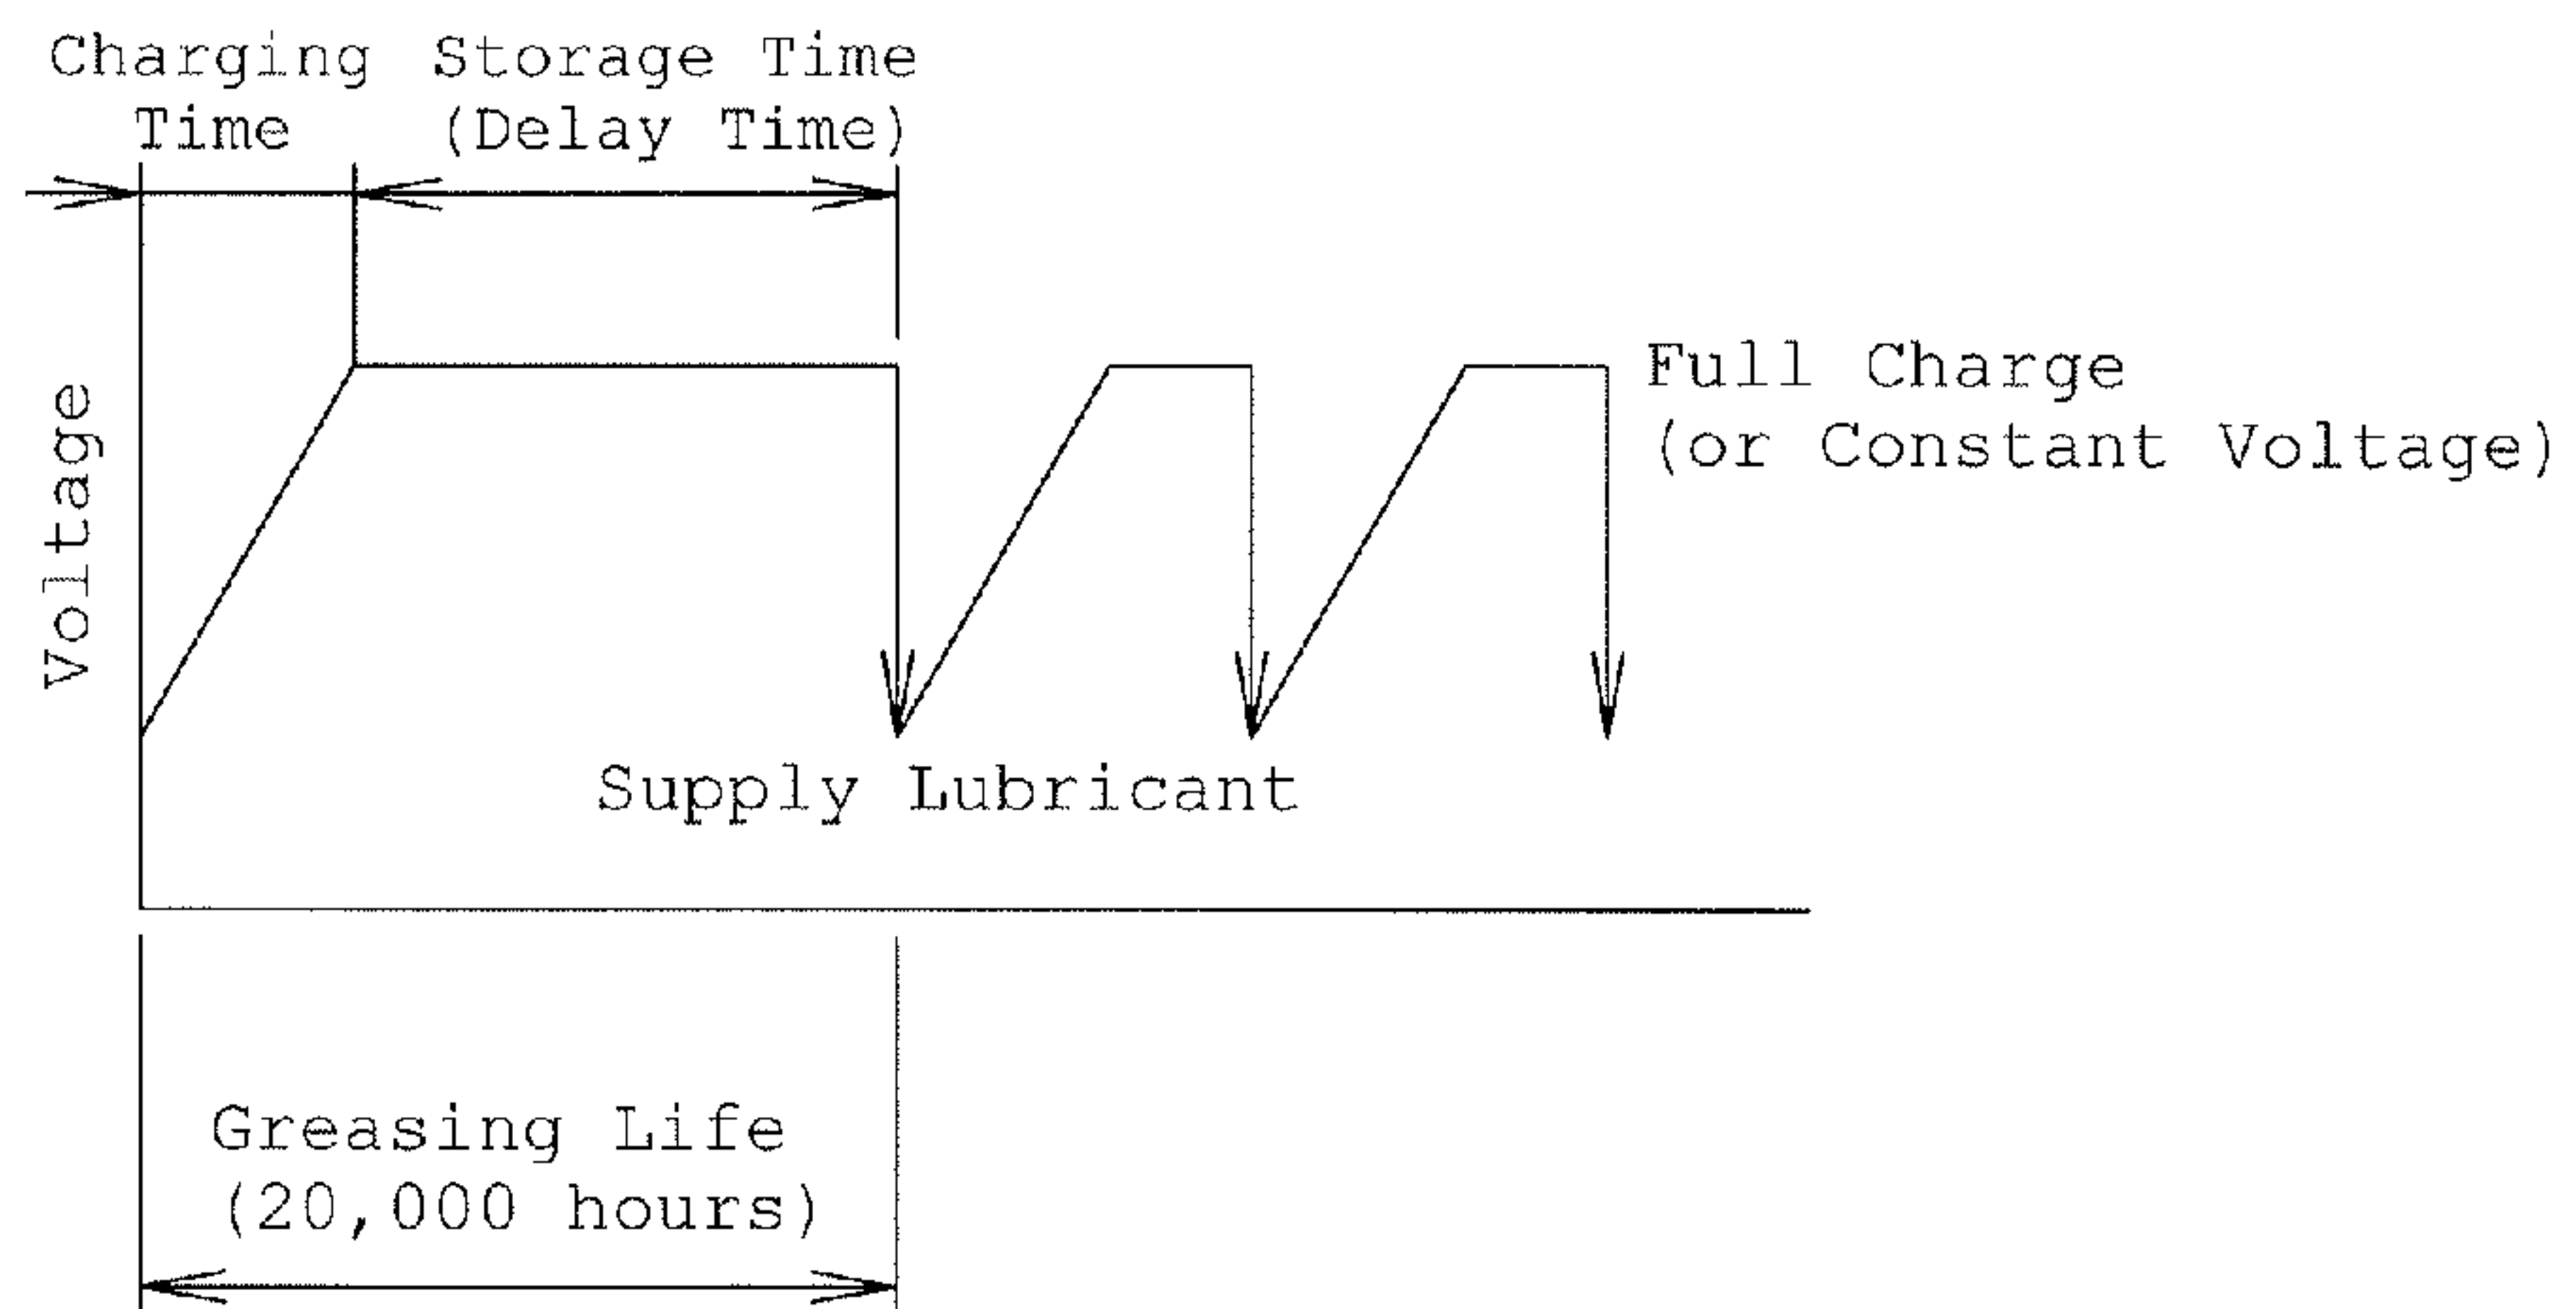 Charging
Time
Storage Time
(Delay Time)
Voltage
Full Charge
(or Constant Voltage)
Supply Lubricant
Greasing Life
(20,000 hours)